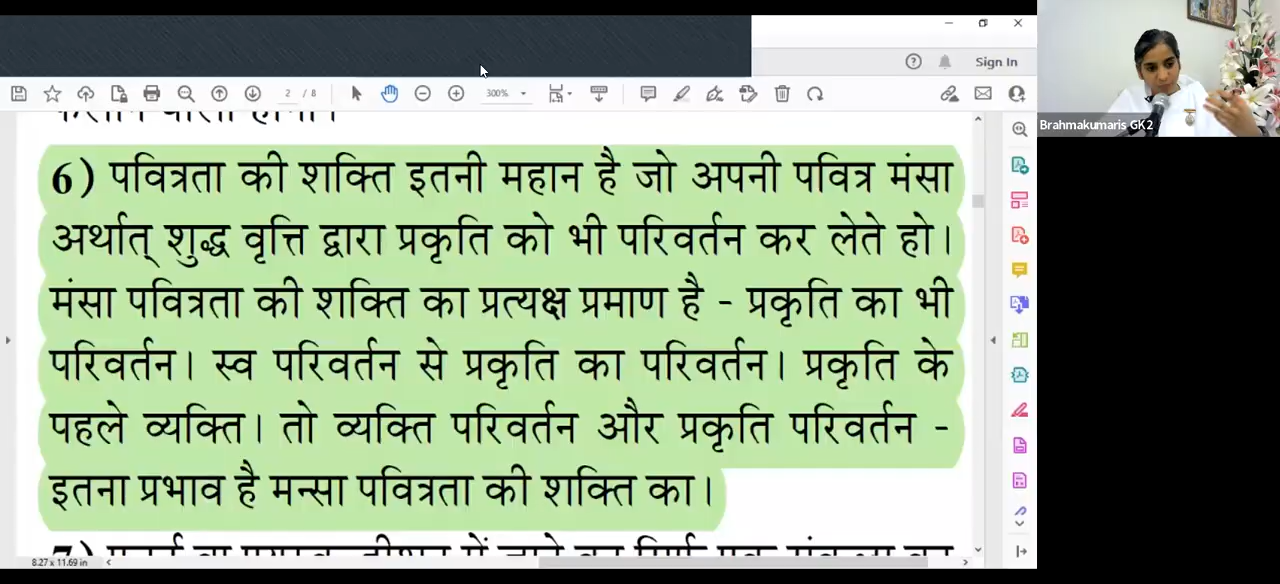 Sign In
2 / 8
300%
Brahmakumaris GK2
6) पवित्रता की शक्ति इतनी महान है जो अपनी पवित्र मंसा
अर्थात् शुद्ध वृत्ति द्वारा प्रकृति को भी परिवर्तन कर लेते हो।
मंसा पवित्रता की शक्ति का प्रत्यक्ष प्रमाण है - प्रकृति का भी
परिवर्तन। स्व परिवर्तन से प्रकृति का परिवर्तन। प्रकृति के
पहले व्यक्ति। तो व्यक्ति परिवर्तन और प्रकृति परिवर्तन -
इतना प्रभाव है मन्सा पवित्रता की शक्ति का।
8.27 x 11.69 in